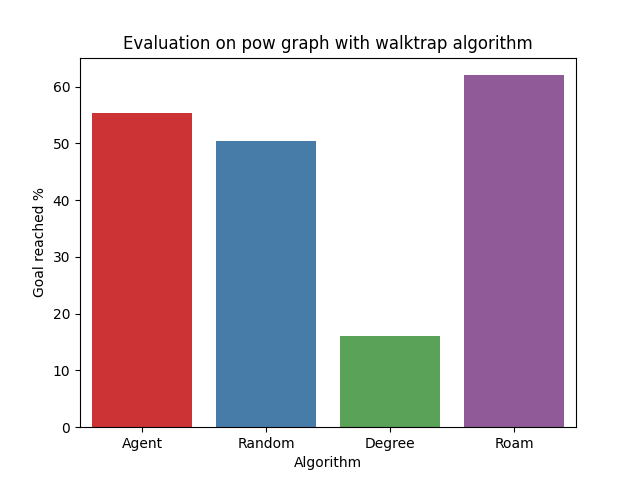 Evaluation on pow graph with walktrap algorithm
Goal reached %
60
50
40
30
20
10
0
Agent Random Degree Roam
Algorithm